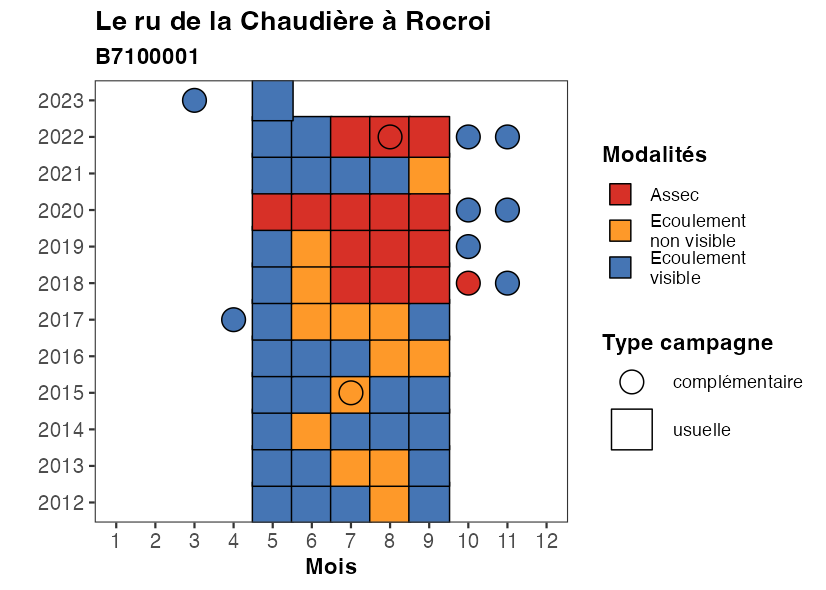 Le ru de la Chaudière à Rocroi
B7100001
2023
2022
2021
2020
2019
2018
2017
2016
2015
2014
2013
2012
1 2 3 4 5 6 7 8 9 10 11 12
Mois
Modalités
Assec
Ecoulement
non visible
Ecoulement
visible
Type campagne
complémentaire
usuelle